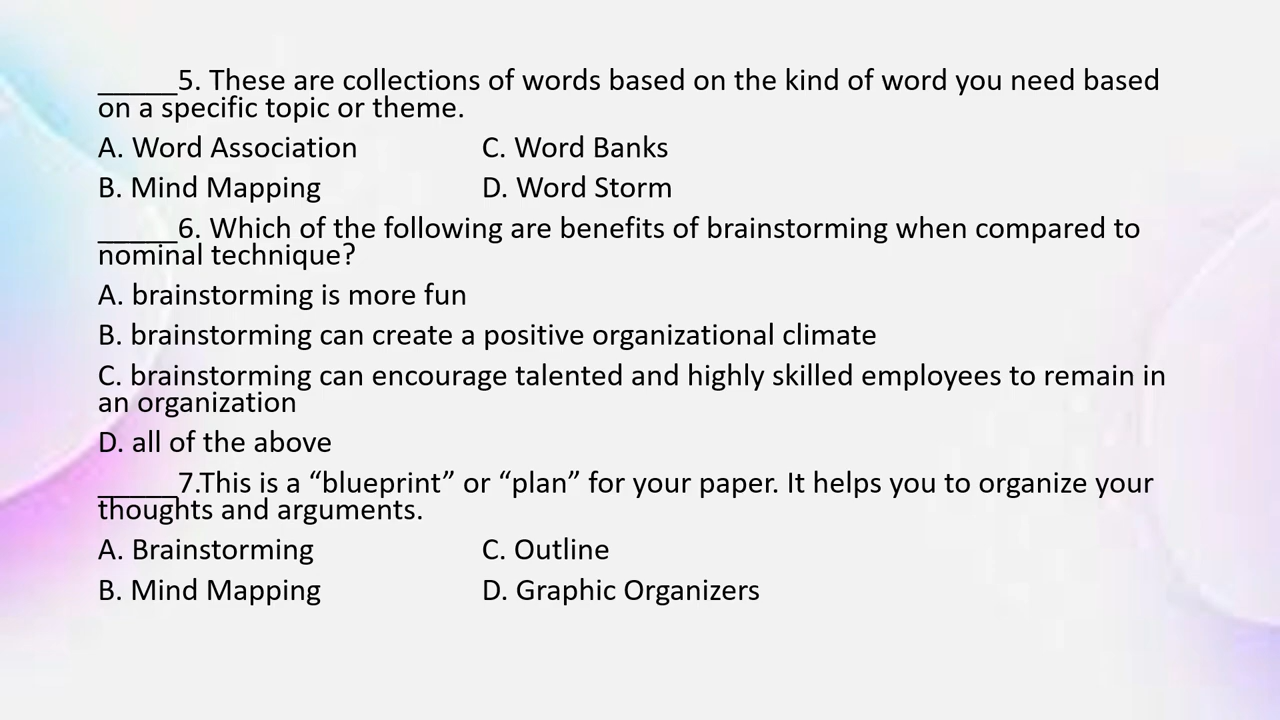 _____5. These are collections of words based on the kind of word you need based
on a specific topic or theme.
A. Word Association C. Word Banks
B. Mind Mapping D. Word Storm
_____6. Which of the following are benefits of brainstorming when compared to
nominal technique?
A. brainstorming is more fun
B. brainstorming can create a positive organizational climate
C. brainstorming can encourage talented and highly skilled employees to remain in
an organization
D. all of the above
_____7.This is a “blueprint” or “plan” for your paper. It helps you to organize your
thoughts and arguments.
A. Brainstorming C. Outline
B. Mind Mapping D. Graphic Organizers